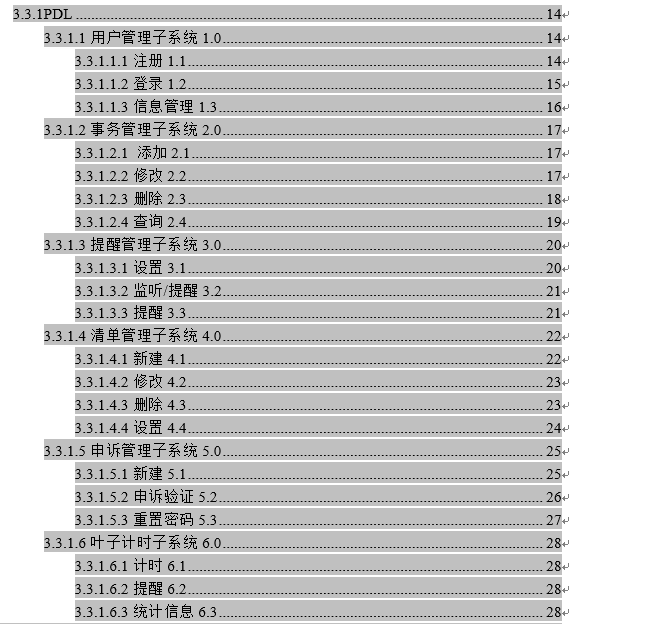 3.3.1PDL ........ 14
3.3.1.1 用户管理子系统 1.0........ 14
3.3.1.1.1 注册 1.1........ 14
3.3.1.1.2 登录 1.2........ 15
3.3.1.1.3 信息管理 1.3........ 16
3.3.1.2 事务管理子系统 2.0........ 17
3.3.1.2.1 添加 2.1........ 17
3.3.1.2.2 修改 2.2........ 17
3.3.1.2.3 删除 2.3........ 18
3.3.1.2.4 查询 2.4........ 19
3.3.1.3 提醒管理子系统 3.0........ 20
3.3.1.3.1 设置 3.1........ 20
3.3.1.3.2 监听/提醒 3.2........ 21
3.3.1.3.3 提醒 3.3........ 21
3.3.1.4 清单管理子系统 4.0........ 22
3.3.1.4.1 新建 4.1........ 22
3.3.1.4.2 修改 4.2........ 23
3.3.1.4.3 删除 4.3........ 23
3.3.1.4.4 设置 4.4........ 24
3.3.1.5 申诉管理子系统 5.0........ 25
3.3.1.5.1 新建 5.1........ 25
3.3.1.5.2 申诉验证 5.2........ 26
3.3.1.5.3 重置密码 5.3........ 27
3.3.1.6 叶子计时子系统 6.0........ 28
3.3.1.6.1 计时 6.1........ 28
3.3.1.6.2 提醒 6.2........ 28
3.3.1.6.3 统计信息 6.3........ 28